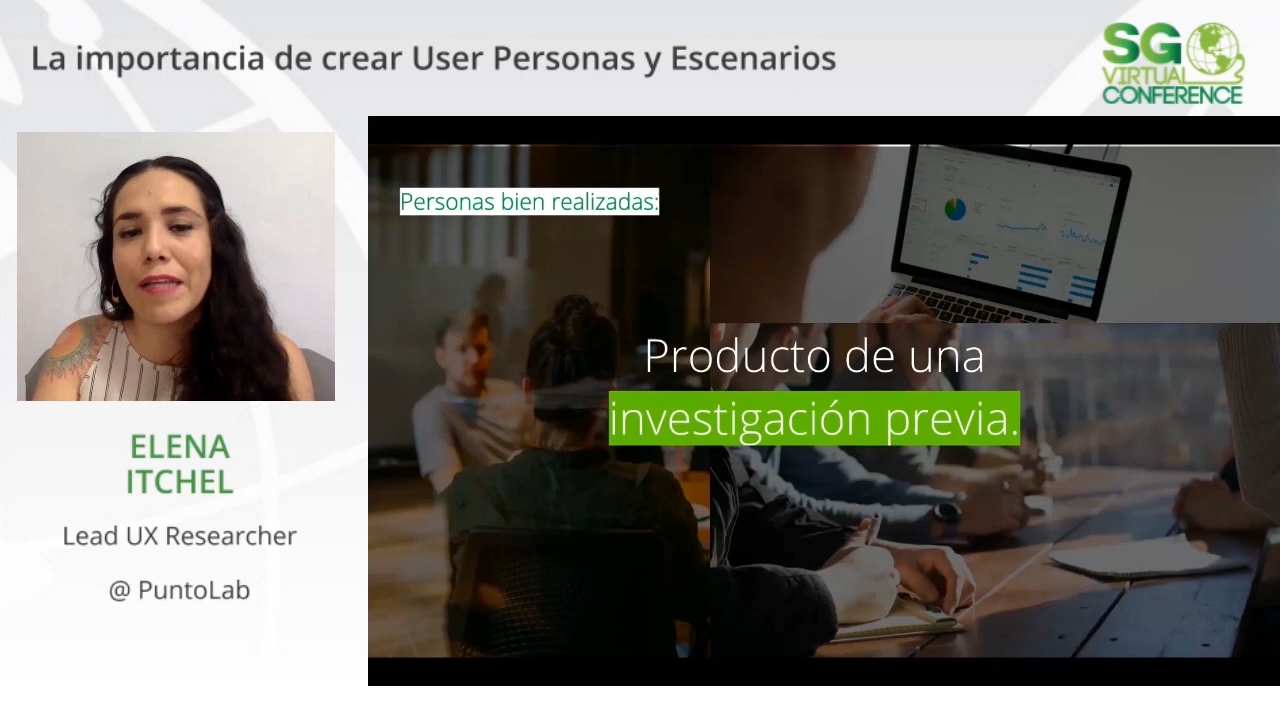 La importancia de crear User Personas y Escenarios
SG
VIRTUAL
CONFERENCE
Personas bien realizadas:
Producto de una
investigación previa.
ELENA
ITCHEL
Lead UX Researcher
@ PuntoLab